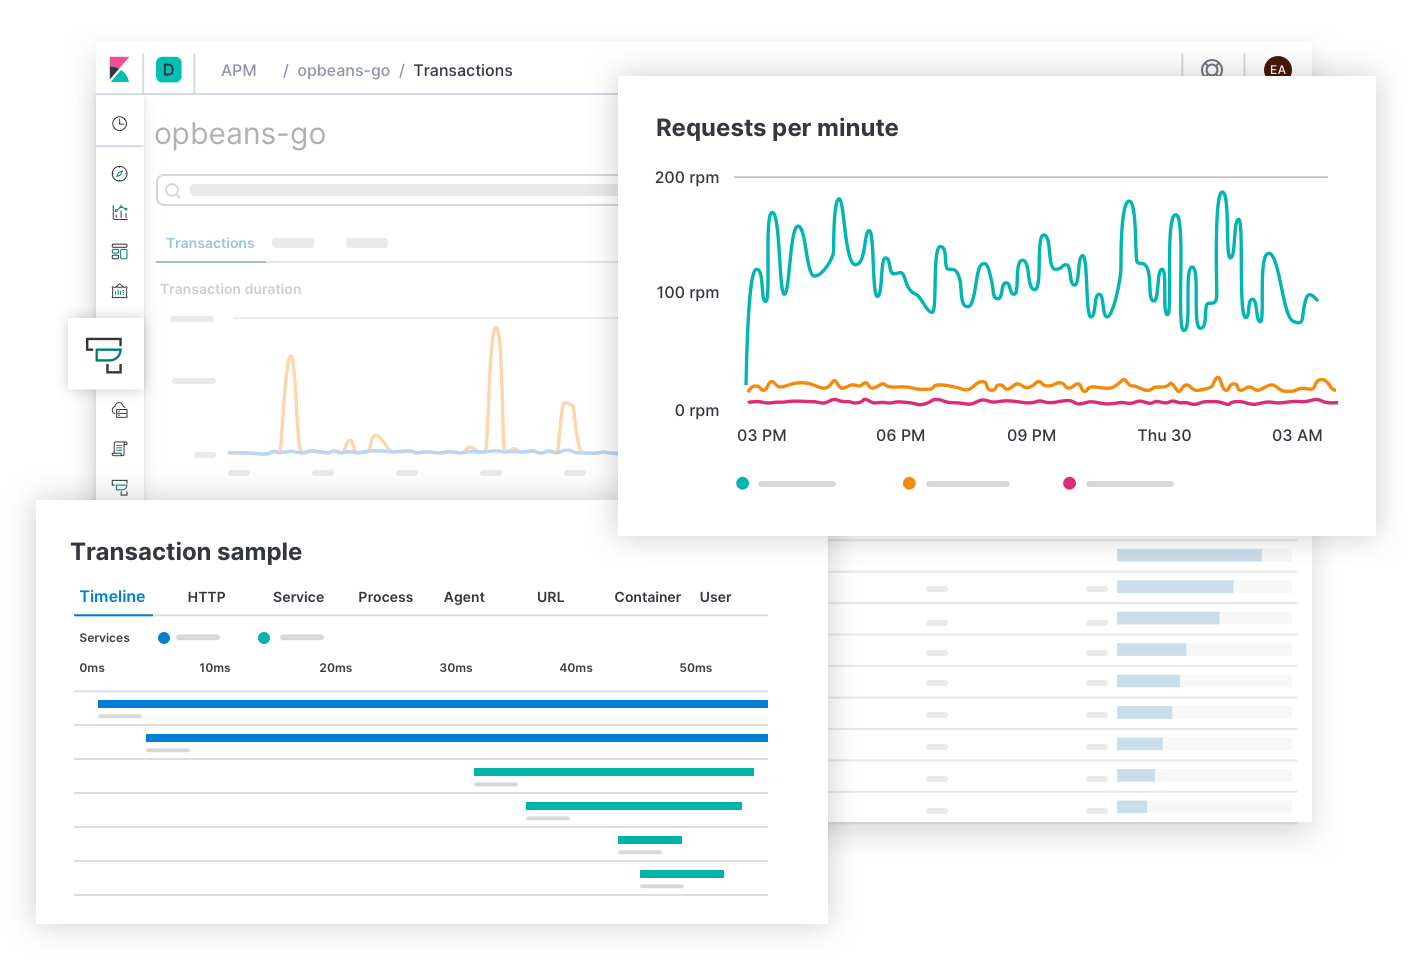 D
APM / opbeans-go / Transactions
EA
opbeans-go
Transactions
Transaction duration
Requests per minute
200 rpm
100 rpm
0 rpm
03 PM 06 PM 09 PM Thu 30 03 AM
Transaction sample
Timeline HTTP Service Process Agent URL Container User
Services
0ms 10ms 20ms 30ms 40ms 50ms